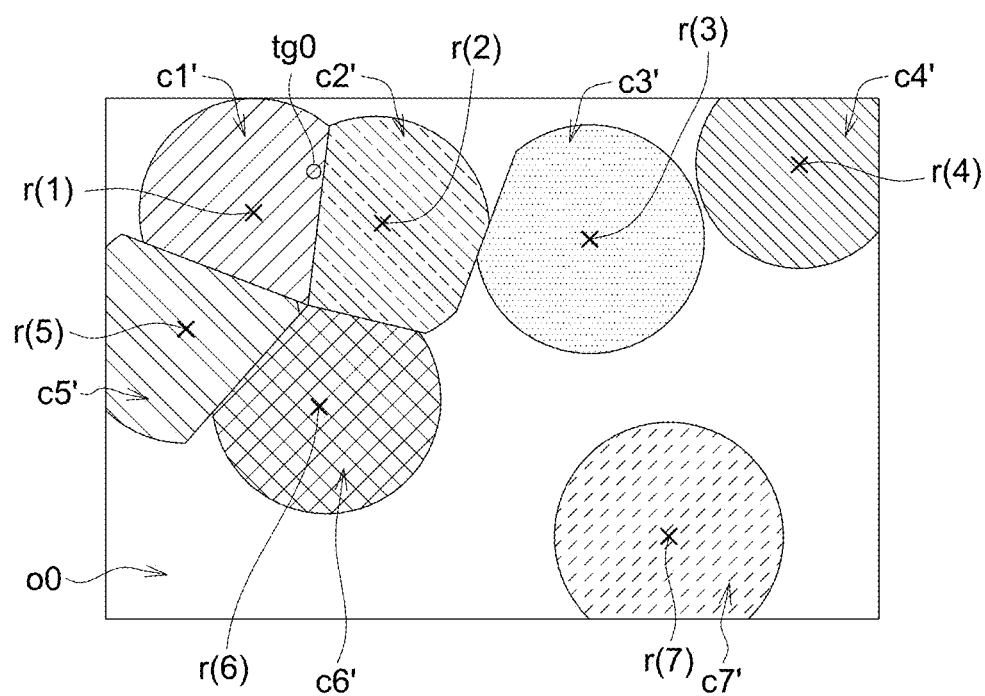 r(3)
tg0
r(2)
c1'
c2'
c3'
c4'
r(1)
r(4)
r(5)
c5'
o0
r(6)
c6'
r(7)
c7'